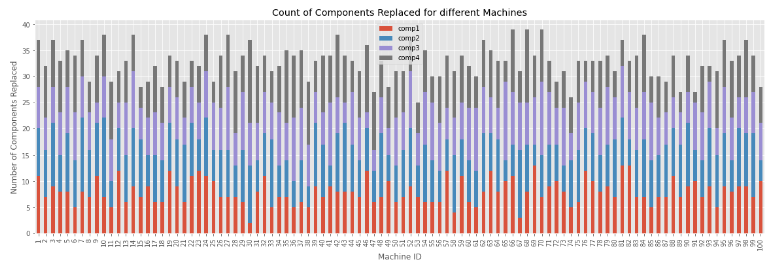 Count of Components Replaced for different Machines
comp1
comp2
comp3
comp4
Number of Components Replaced
40
35
30
25
20
15
10
5
0
1 2 3 4 5 6 7 8 9 10 11 12 13 14 15 16 17 18 19 20 21 22 23 24 25 26 27 28 29 30 31 32 33 34 35 36 37 38 39 40 41 42 43 44 45 46 47 48 49 50 51 52 53 54 55 56 57 58 59 60 61 62 63 64 65 66 67 68 69 70 71 72 73 74 75 76 77 78 79 80 81 82 83 84 85 86 87 88 89 90 91 92 93 94 95 96 97 98 99 100
Machine ID